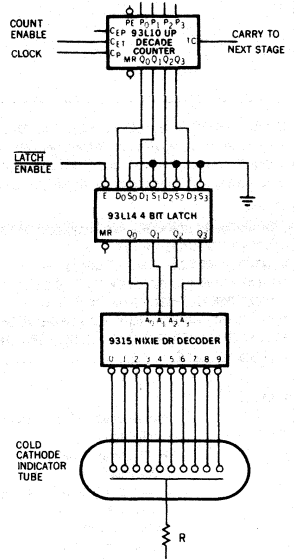 PE P₀ P₁ P₂ P₃
COUNT ENABLE
CLOCK
CEP
CET
CP
93L10 UP
DECADE
COUNTER
TC
CARRY TO
NEXT STAGE
MR Q₀ Q₁ Q₂ Q₃
LATCH
ENABLE
E D₀ S₀ D₁ S₁ D₂ S₂ D₃ S₃
93L14 4 BIT LATCH
MR
Q₀ Q₁ Q₂ Q₃
A₀ A₁ A₂ A₃
9315 NIXIE DR DECODER
0 1 2 3 4 5 6 7 8 9
COLD
CATHODE
INDICATOR
TUBE
R